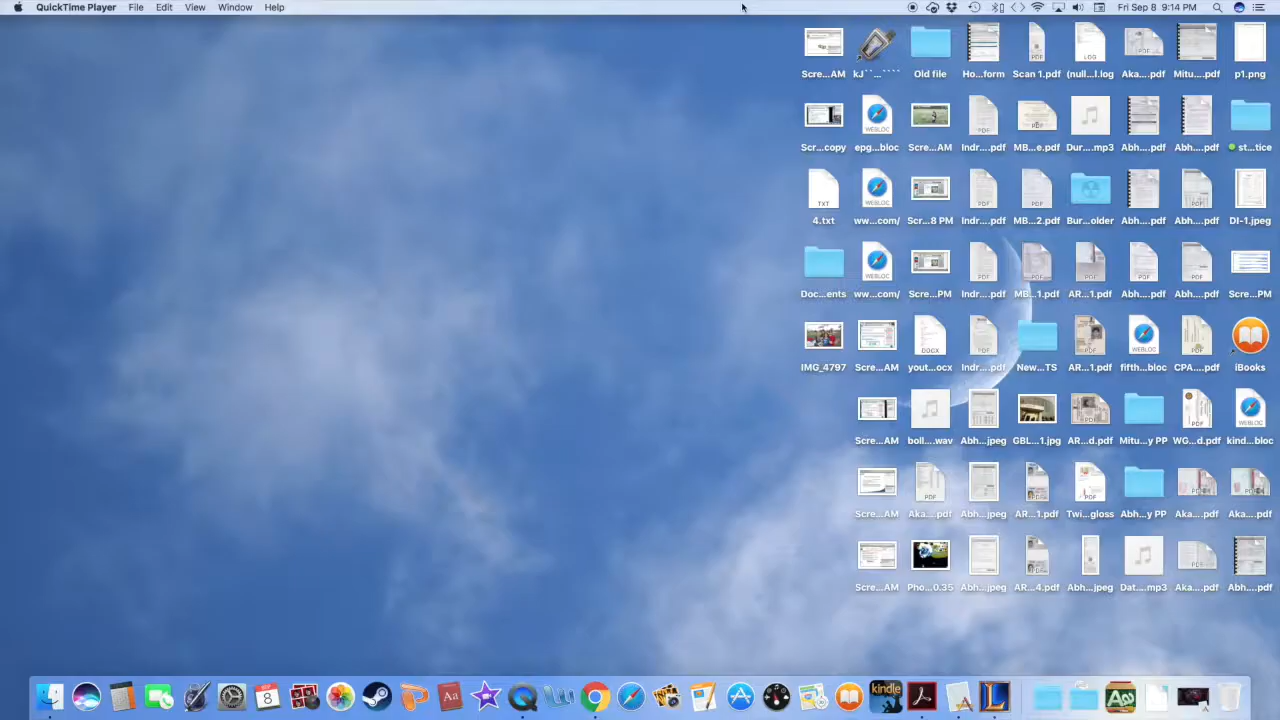 QuickTime Player File Edit View Window Help Fri Sep 8 9:14 PM
Scre...AM kJ``...```` Old file Ho...form Scan 1.pdf (null...l.log Aka....pdf Mitu....pdf p1.png
Scr...copy epg...bloc Scre...AM Indr....pdf MB...e.pdf Dur....mp3 Abh....pdf Abh....pdf st...tice
4.txt ww...com/ Scr...8 PM Indr....pdf MB...2.pdf Bur...older Abh....pdf Abh....pdf DI-1.jpeg
Doc...ents ww...com/ Scre...PM Indr....pdf MB...1.pdf AR...1.pdf Abh....pdf Abh....pdf Scre...PM
IMG_4797 Scre...AM yout...ocx Indr....pdf New...TS AR...1.pdf fifth...bloc CPA....pdf iBooks
Scre...AM boll....wav Abh....jpeg GBL...1.jpg AR...d.pdf Mitu...y PP WG...d.pdf kind...bloc
Scre...AM Aka....pdf Abh....jpeg AR...1.pdf Twi...gloss Abh...y PP Aka....pdf Aka....pdf
Scre...AM Pho...0.35 Abh....jpeg AR...4.pdf Abh....jpeg Dat....mp3 Aka....pdf Abh....pdf